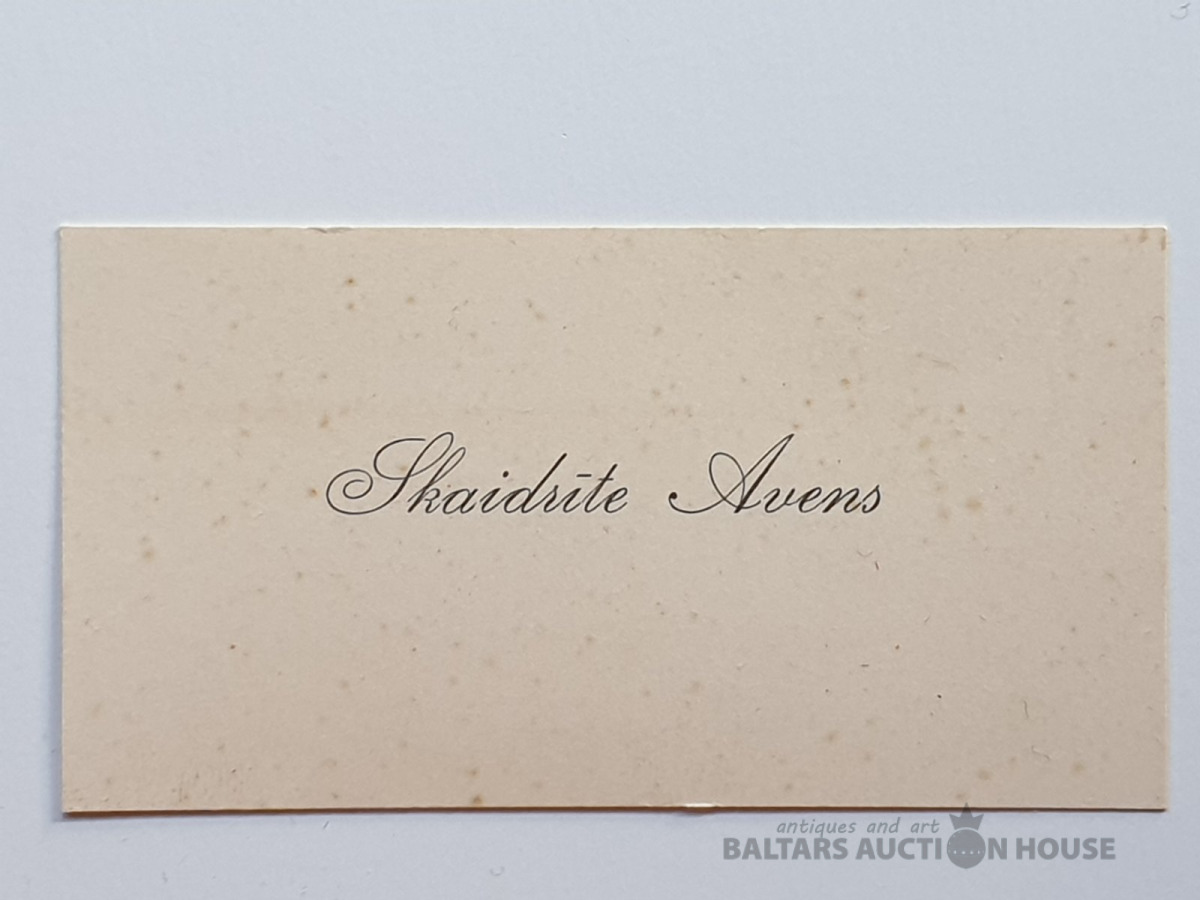 Skaidrīte Avens
antiques and art
BALTARS AUCTION HOUSE